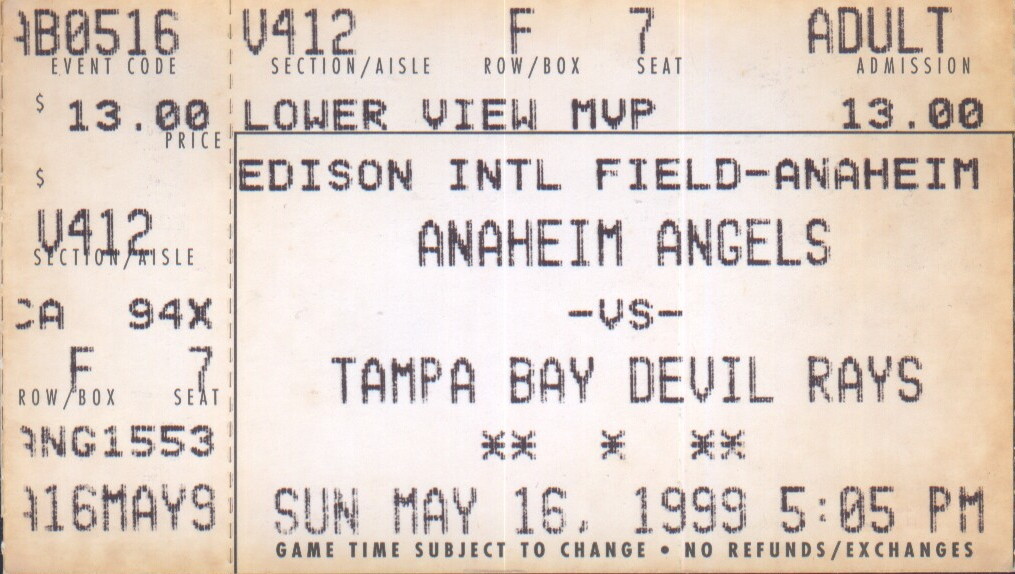 AB0516
EVENT CODE
$ 13.00
PRICE
$
V412
SECTION/AISLE
CA 94X
F 7
ROW/BOX SEAT
ANG1553
A16MAY9
V412 F 7 ADULT
SECTION/AISLE ROW/BOX SEAT ADMISSION
LOWER VIEW MVP 13.00
EDISON INTL FIELD-ANAHEIM
ANAHEIM ANGELS
-VS-
TAMPA BAY DEVIL RAYS
** * **
SUN MAY 16, 1999 5:05 PM
GAME TIME SUBJECT TO CHANGE • NO REFUNDS/EXCHANGES